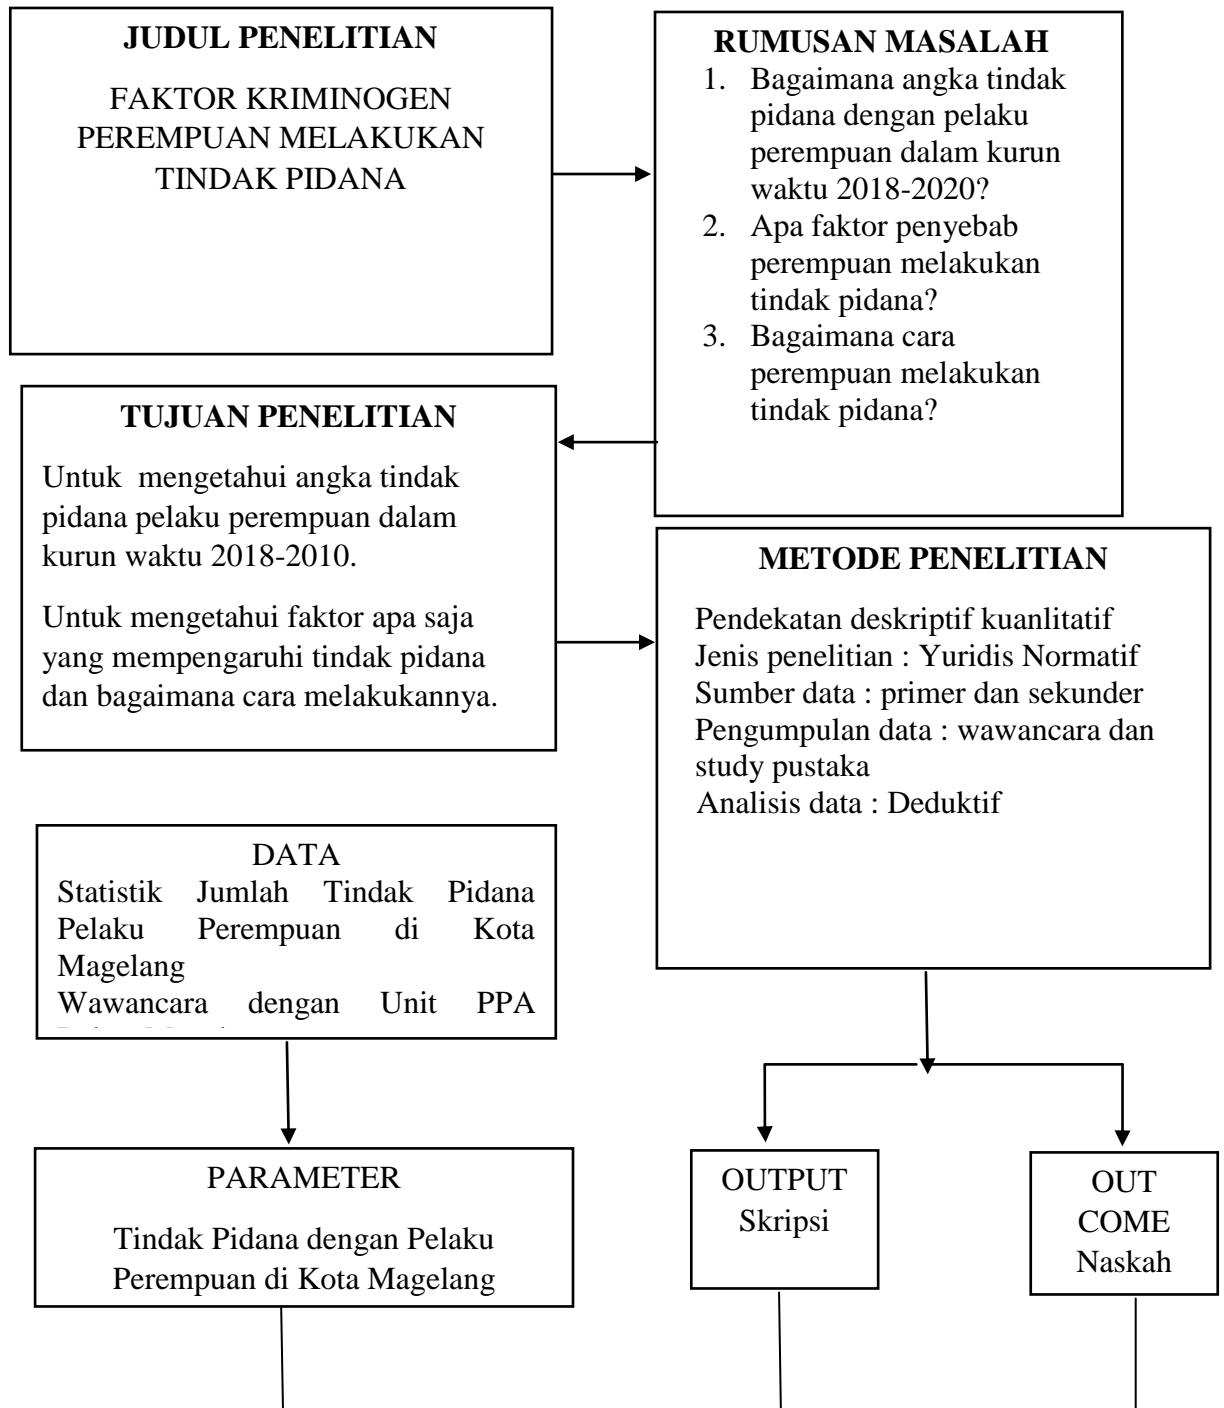 JUDUL PENELITIAN
FAKTOR KRIMINOGEN
PEREMPUAN MELAKUKAN
TINDAK PIDANA
RUMUSAN MASALAH
1. Bagaimana angka tindak
pidana dengan pelaku
perempuan dalam kurun
waktu 2018-2020?
2. Apa faktor penyebab
perempuan melakukan
tindak pidana?
3. Bagaimana cara
perempuan melakukan
tindak pidana?
TUJUAN PENELITIAN
Untuk mengetahui angka tindak
pidana pelaku perempuan dalam
kurun waktu 2018-2010.
Untuk mengetahui faktor apa saja
yang mempengaruhi tindak pidana
dan bagaimana cara melakukannya.
METODE PENELITIAN
Pendekatan deskriptif kuanlitatif
Jenis penelitian : Yuridis Normatif
Sumber data : primer dan sekunder
Pengumpulan data : wawancara dan
study pustaka
Analisis data : Deduktif
DATA
Statistik Jumlah Tindak Pidana
Pelaku Perempuan di Kota
Magelang
Wawancara dengan Unit PPA
PARAMETER
Tindak Pidana dengan Pelaku
Perempuan di Kota Magelang
OUTPUT
Skripsi
OUT
COME
Naskah